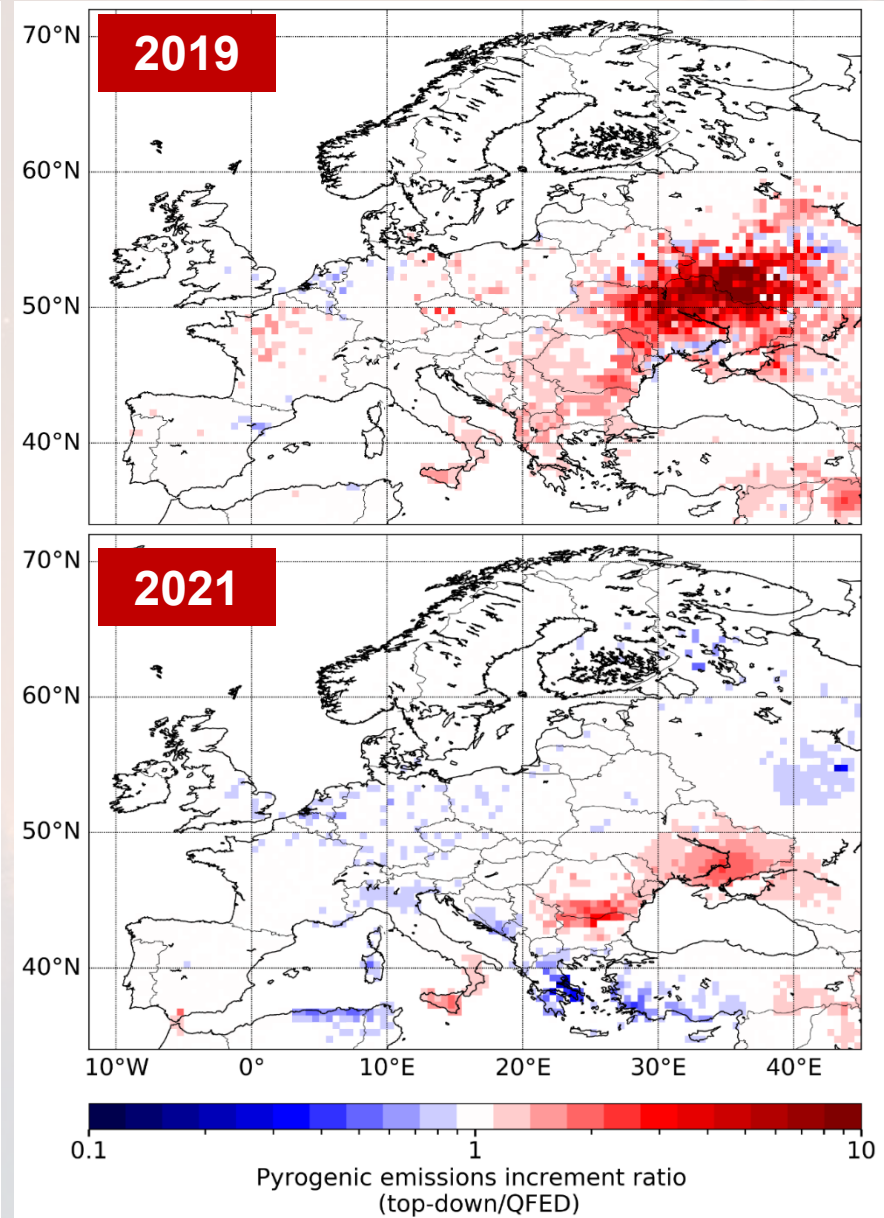 2019
70°N
60°N
50°N
40°N
2021
70°N
60°N
50°N
40°N
10°W 0° 10°E 20°E 30°E 40°E
0.1 1 10
Pyrogenic emissions increment ratio
(top-down/QFED)